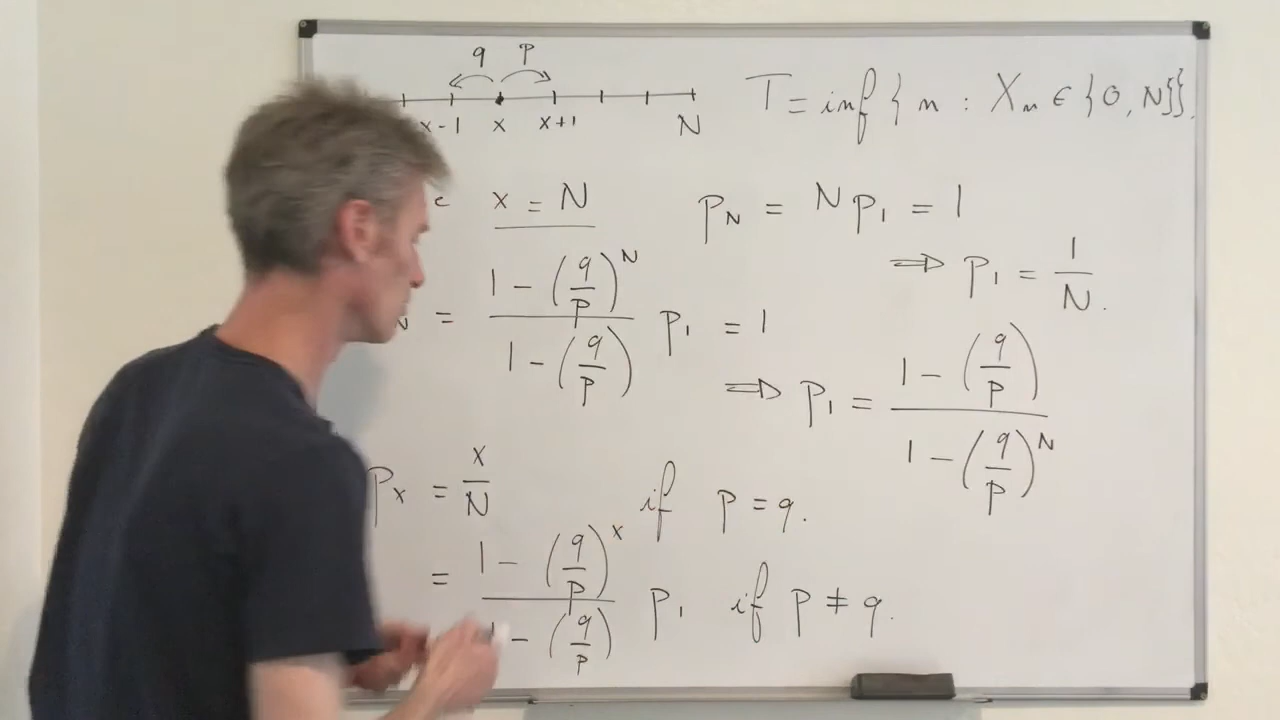 q p
x-1 x x+1 N
T = inf { n : X_n ∈ {0, N}}.
x = N p_N = N p_1 = 1
⟹ p_1 = 1/N.
N = (1 - (q/p)^N) / (1 - (q/p)) p_1 = 1
⟹ p_1 = (1 - (q/p)) / (1 - (q/p)^N)
p_x = x/N if p = q.
= (1 - (q/p)^x) / (1 - (q/p)) p_1 if p ≠ q.